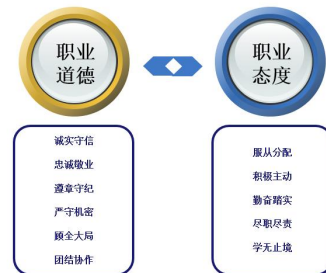 职业
道德
职业
态度
诚实守信
忠诚敬业
遵章守纪
严守机密
顾全大局
团结协作
服从分配
积极主动
勤奋踏实
尽职尽责
学无止境